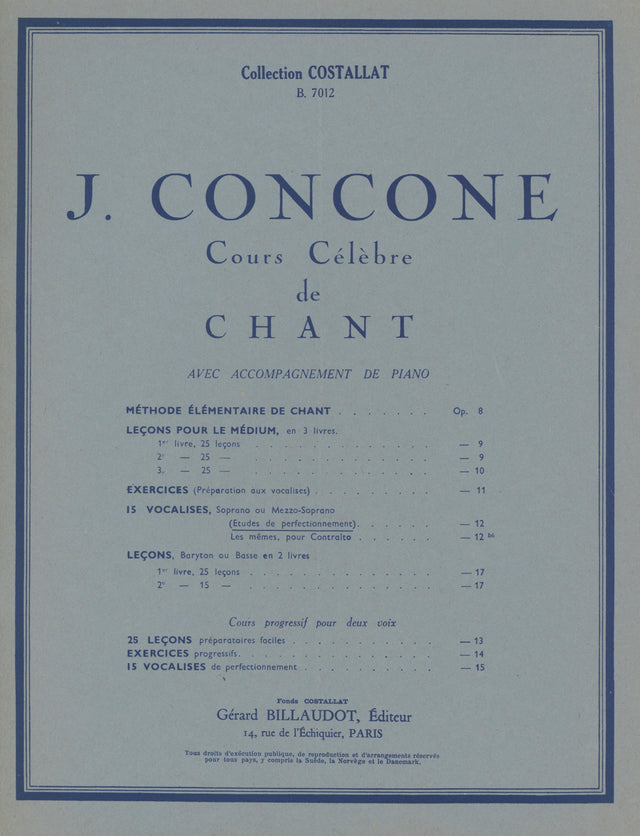 Collection COSTALLAT
B. 7012
J. CONCONE
Cours Célèbre
de
CHANT
AVEC ACCOMPAGNEMENT DE PIANO
MÉTHODE ÉLÉMENTAIRE DE CHANT . . . . . . . Op. 8
LEÇONS POUR LE MÉDIUM, en 3 livres.
1er livre, 25 leçons . . . . . . . . . . . . — 9
2e — 25 — . . . . . . . . . . . . — 9
3e — 25 — . . . . . . . . . . . . — 10
EXERCICES (Préparation aux vocalises) . . . . . . . . — 11
15 VOCALISES, Soprano ou Mezzo-Soprano
(Etudes de perfectionnement) . . . . . . — 12
Les mêmes, pour Contralto . . . . . . — 12 bis
LEÇONS, Baryton ou Basse en 2 livres
1er livre, 25 leçons . . . . . . . . . . . . — 17
2e — 15 — . . . . . . . . . . . . — 17
Cours progressif pour deux voix
25 LEÇONS préparatoires faciles . . . . . . . . . . — 13
EXERCICES progressifs. . . . . . . . . . . . . — 14
15 VOCALISES de perfectionnement . . . . . . . . . — 15
Fonds COSTALLAT
Gérard BILLAUDOT, Éditeur
14, rue de l'Échiquier, PARIS
Tous droits d'exécution publique, de reproduction et d'arrangements réservés
pour tous pays, y compris la Suède, la Norvège et le Danemark.